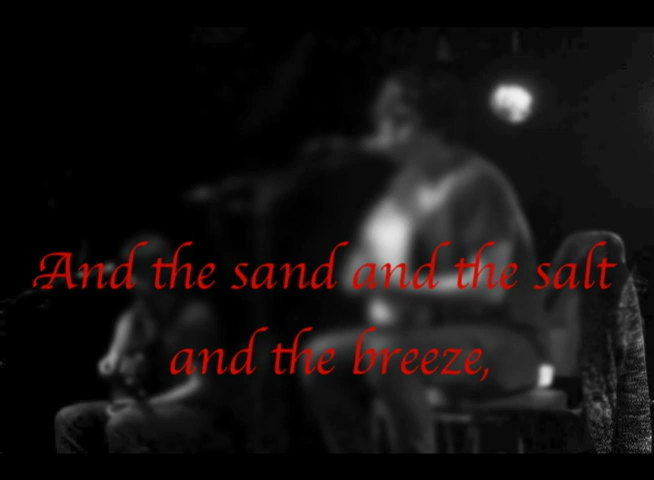 And the sand and the salt
and the breeze,